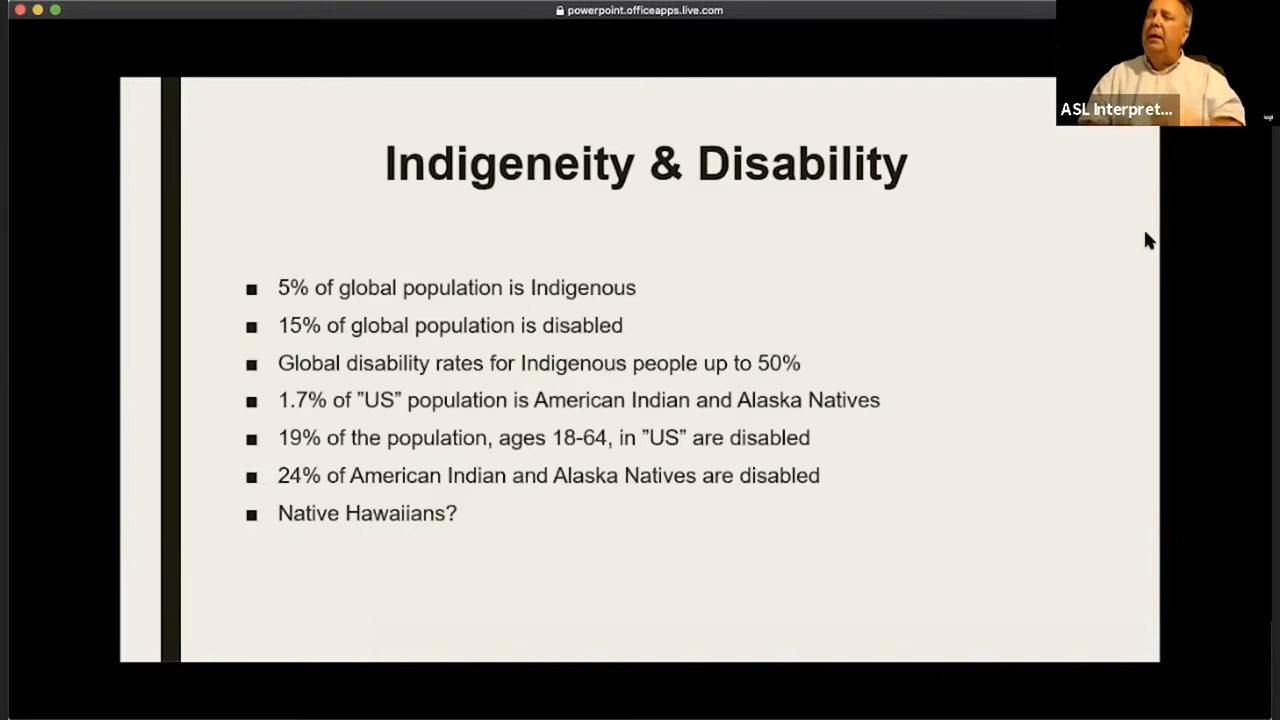 powerpoint.officeapps.live.com
ASL Interpret...
Indigeneity & Disability
5% of global population is Indigenous
15% of global population is disabled
Global disability rates for Indigenous people up to 50%
1.7% of ”US” population is American Indian and Alaska Natives
19% of the population, ages 18-64, in ”US” are disabled
24% of American Indian and Alaska Natives are disabled
Native Hawaiians?